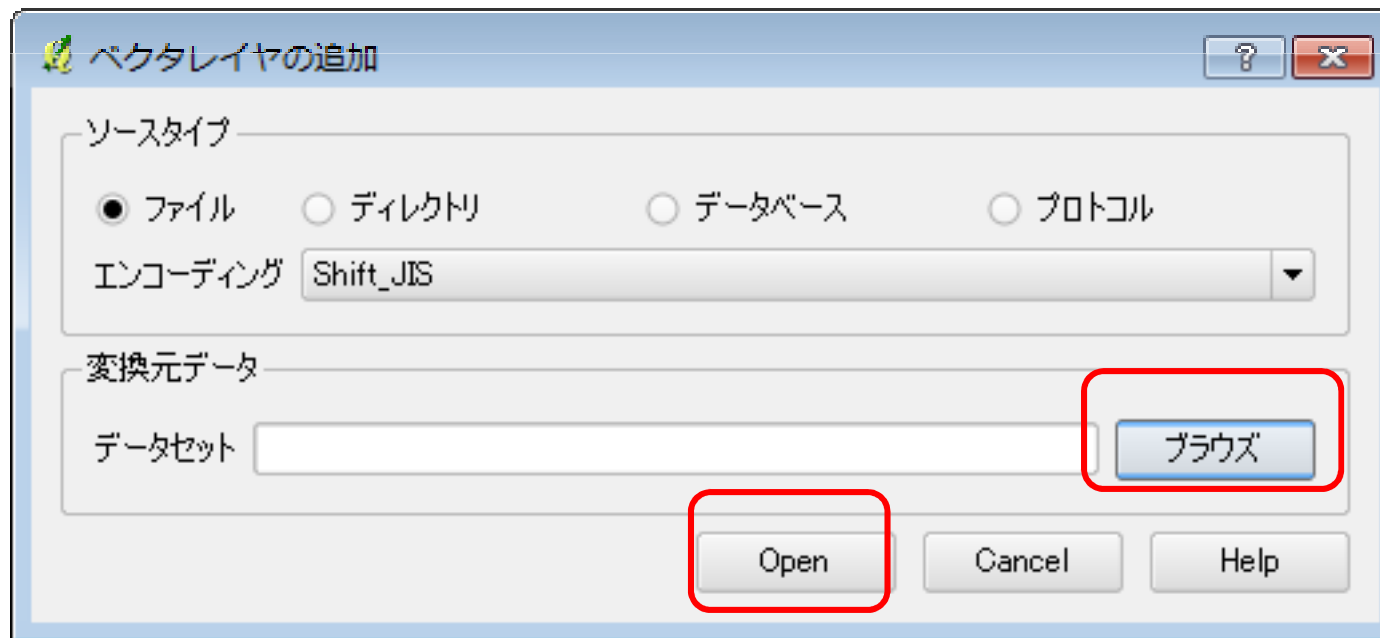 ベクタレイヤの追加
ソースタイプ
ファイル ディレクトリ データベース プロトコル
エンコーディング Shift_JIS
変換元データ
データセット ブラウズ
Open Cancel Help